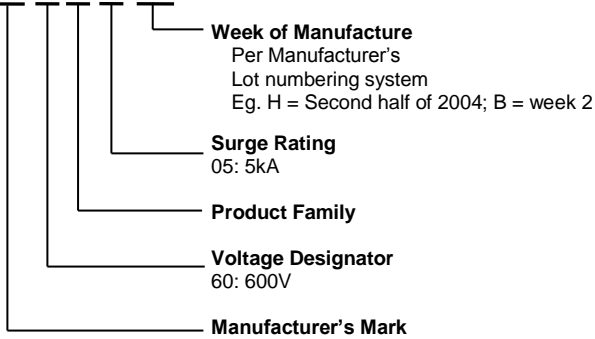 Week of Manufacture
Per Manufacturer's
Lot numbering system
Eg. H = Second half of 2004; B = week 2
Surge Rating
05: 5kA
Product Family
Voltage Designator
60: 600V
Manufacturer's Mark